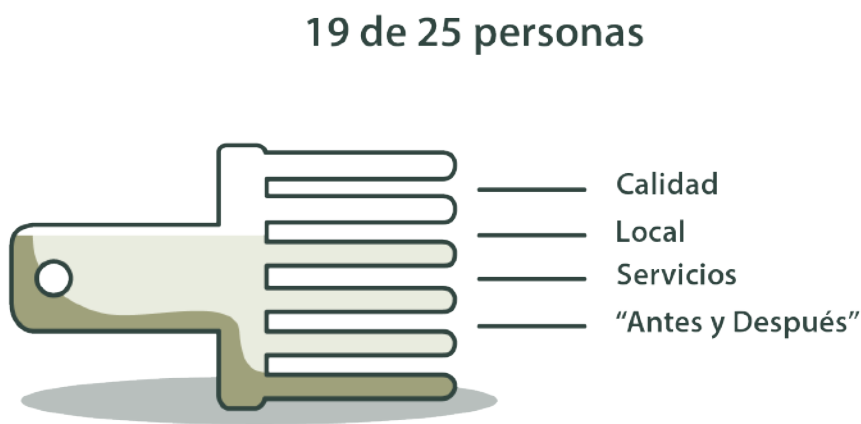 19 de 25 personas
Calidad
Local
Servicios
“Antes y Después”